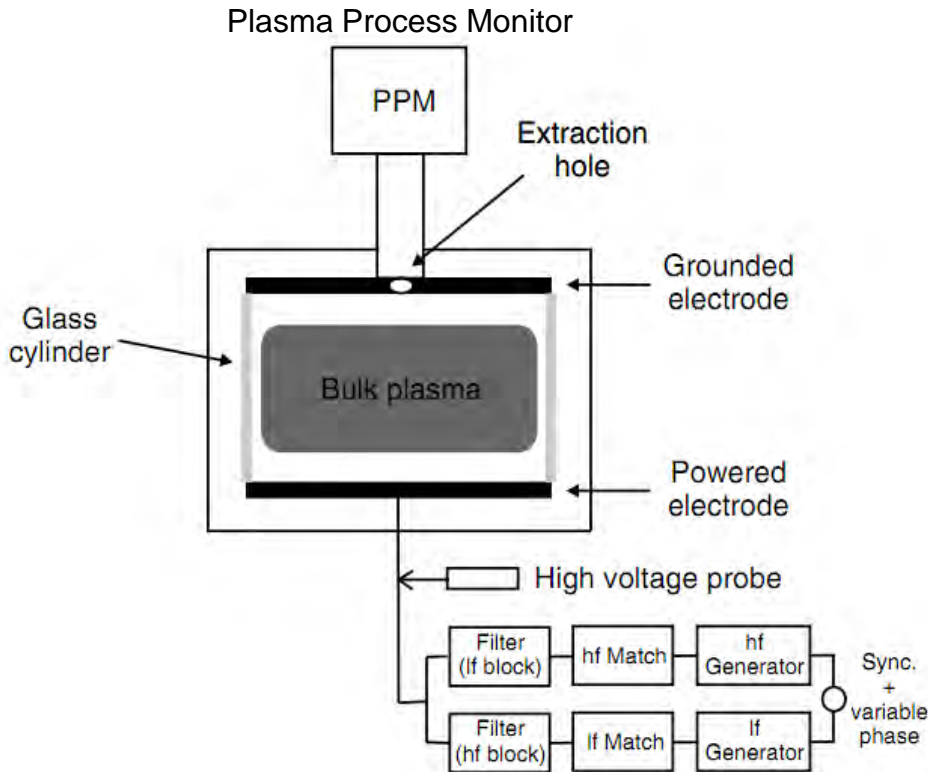 Plasma Process Monitor
PPM
Extraction
hole
Grounded
electrode
Glass
cylinder
Bulk plasma
Powered
electrode
High voltage probe
Filter
(lf block)
hf Match
hf
Generator
Sync.
+
variable
phase
Filter
(hf block)
lf Match
lf
Generator